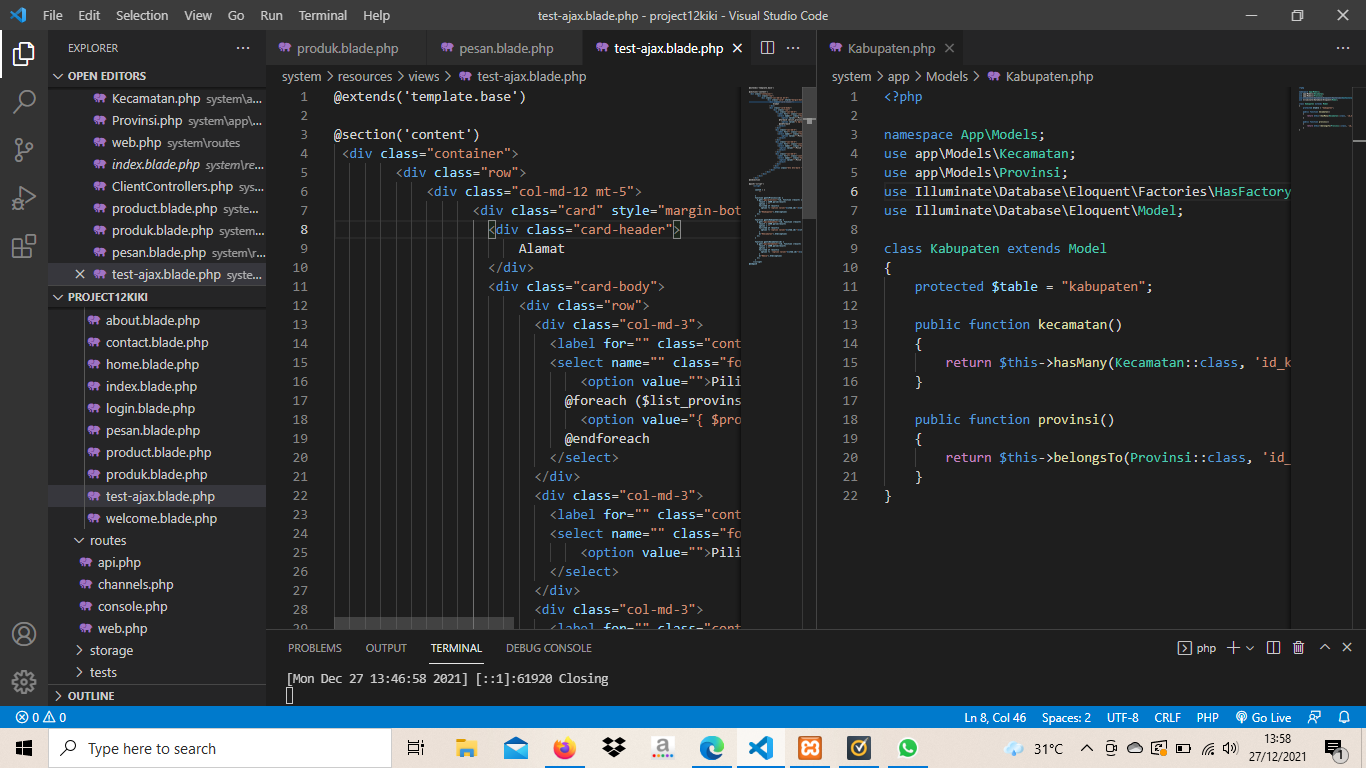 File Edit Selection View Go Run Terminal Help
test-ajax.blade.php - project12kiki - Visual Studio Code
EXPLORER
OPEN EDITORS
Kecamatan.php system\a...
Provinsi.php system\app\...
web.php system\routes
index.blade.php system\re...
ClientControllers.php sys...
product.blade.php syste...
produk.blade.php system...
pesan.blade.php system\r...
test-ajax.blade.php syste...
PROJECT12KIKI
about.blade.php
contact.blade.php
home.blade.php
index.blade.php
login.blade.php
pesan.blade.php
product.blade.php
produk.blade.php
test-ajax.blade.php
welcome.blade.php
routes
api.php
channels.php
console.php
web.php
storage
tests
OUTLINE
produk.blade.php
pesan.blade.php
test-ajax.blade.php
system > resources > views > test-ajax.blade.php
1 @extends('template.base')
2
3 @section('content')
4 <div class="container">
5 <div class="row">
6 <div class="col-md-12 mt-5">
7 <div class="card" style="margin-bot
8 <div class="card-header">
9 Alamat
10 </div>
11 <div class="card-body">
12 <div class="row">
13 <div class="col-md-3">
14 <label for="" class="cont
15 <select name="" class="fo
16 <option value="">Pili
17 @foreach ($list_provins
18 <option value="{ $pro
19 @endforeach
20 </select>
21 </div>
22 <div class="col-md-3">
23 <label for="" class="cont
24 <select name="" class="fo
25 <option value="">Pili
26 </select>
27 </div>
28 <div class="col-md-3">
29 <label for="" class="cont
Kabupaten.php
system > app > Models > Kabupaten.php
1 <?php
2
3 namespace App\Models;
4 use app\Models\Kecamatan;
5 use app\Models\Provinsi;
6 use Illuminate\Database\Eloquent\Factories\HasFactory
7 use Illuminate\Database\Eloquent\Model;
8
9 class Kabupaten extends Model
10 {
11 protected $table = "kabupaten";
12
13 public function kecamatan()
14 {
15 return $this->hasMany(Kecamatan::class, 'id_k
16 }
17
18 public function provinsi()
19 {
20 return $this->belongsTo(Provinsi::class, 'id_
21 }
22 }
PROBLEMS OUTPUT TERMINAL DEBUG CONSOLE
php
[Mon Dec 27 13:46:58 2021] [::1]:61920 Closing
0 0
Ln 8, Col 46 Spaces: 2 UTF-8 CRLF PHP Go Live
Type here to search
a
31°C
13:58
27/12/2021
1